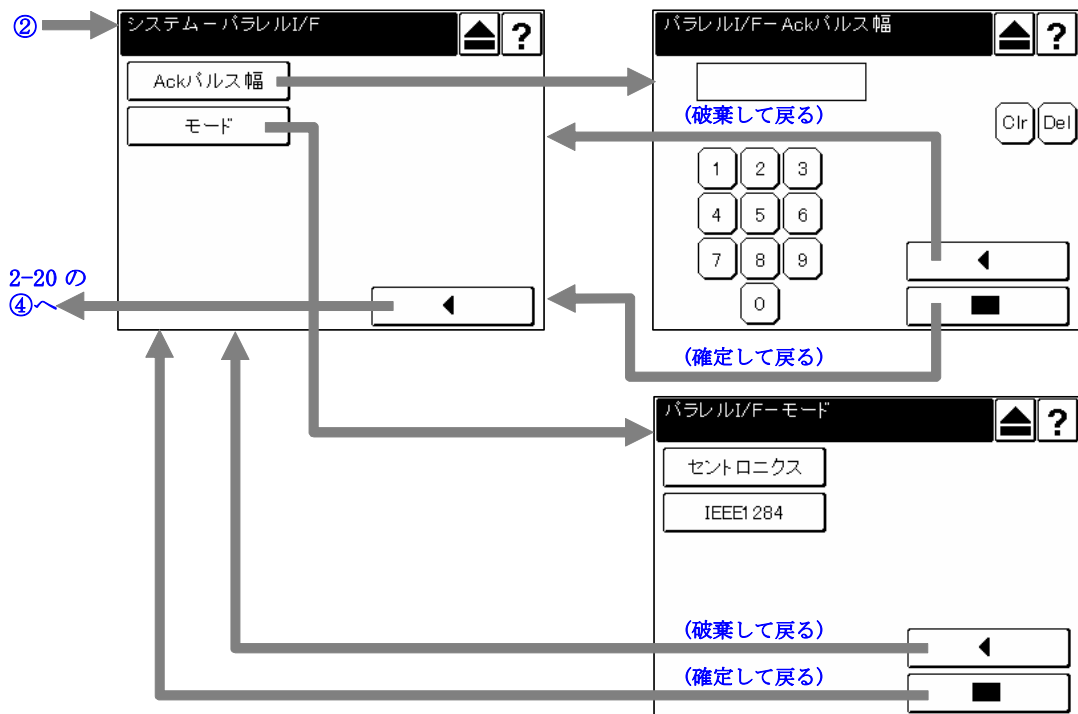 ②
システムーパラレルI/F
?
Ackパルス幅
モード
2-20 の
④へ
◀
パラレルI/FーAckパルス幅
?
(破棄して戻る)
Clr Del
1 2 3
4 5 6
7 8 9
0
◀
■
(確定して戻る)
パラレルI/Fーモード
?
セントロニクス
IEEE1284
(破棄して戻る)
◀
(確定して戻る)
■